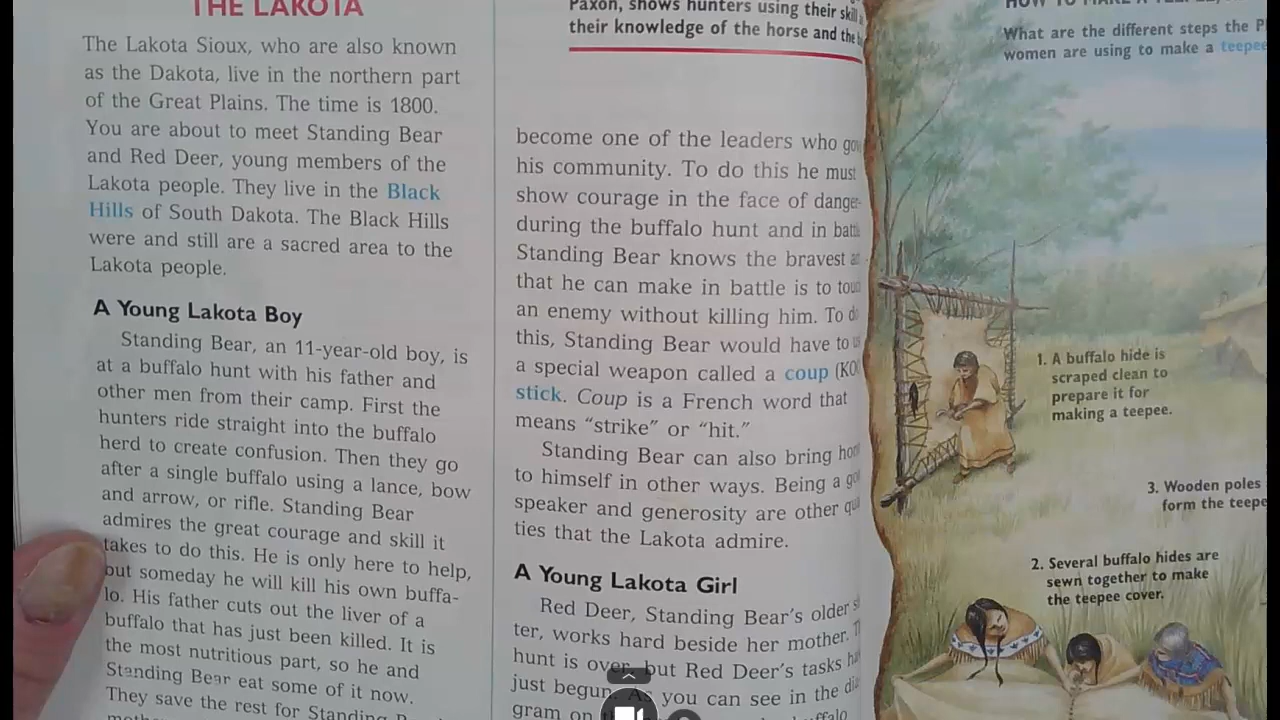 THE LAKOTA
The Lakota Sioux, who are also known
as the Dakota, live in the northern part
of the Great Plains. The time is 1800.
You are about to meet Standing Bear
and Red Deer, young members of the
Lakota people. They live in the Black
Hills of South Dakota. The Black Hills
were and still are a sacred area to the
Lakota people.
A Young Lakota Boy
Standing Bear, an 11-year-old boy, is
at a buffalo hunt with his father and
other men from their camp. First the
hunters ride straight into the buffalo
herd to create confusion. Then they go
after a single buffalo using a lance, bow
and arrow, or rifle. Standing Bear
admires the great courage and skill it
takes to do this. He is only here to help,
but someday he will kill his own buffa-
lo. His father cuts out the liver of a
buffalo that has just been killed. It is
the most nutritious part, so he and
Standing Bear eat some of it now.
They save the rest for Standing
Paxon, shows hunters using their skill
their knowledge of the horse and the
become one of the leaders who
his community. To do this he must
show courage in the face of danger
during the buffalo hunt and in
Standing Bear knows the bravest
that he can make in battle is to
an enemy without killing him. To
this, Standing Bear would have to
a special weapon called a coup
stick. Coup is a French word that
means “strike” or “hit.”
Standing Bear can also bring
to himself in other ways. Being a
speaker and generosity are other
ties that the Lakota admire.
A Young Lakota Girl
Red Deer, Standing Bear's older
ter, works hard beside her mother.
hunt is over, but Red Deer's tasks
just begun. As you can see in the
gram on
What are the different steps the
women are using to make a teepee
1. A buffalo hide is
scraped clean to
prepare it for
making a teepee.
3. Wooden poles
form the teepe
2. Several buffalo hides are
sewn together to make
the teepee cover.